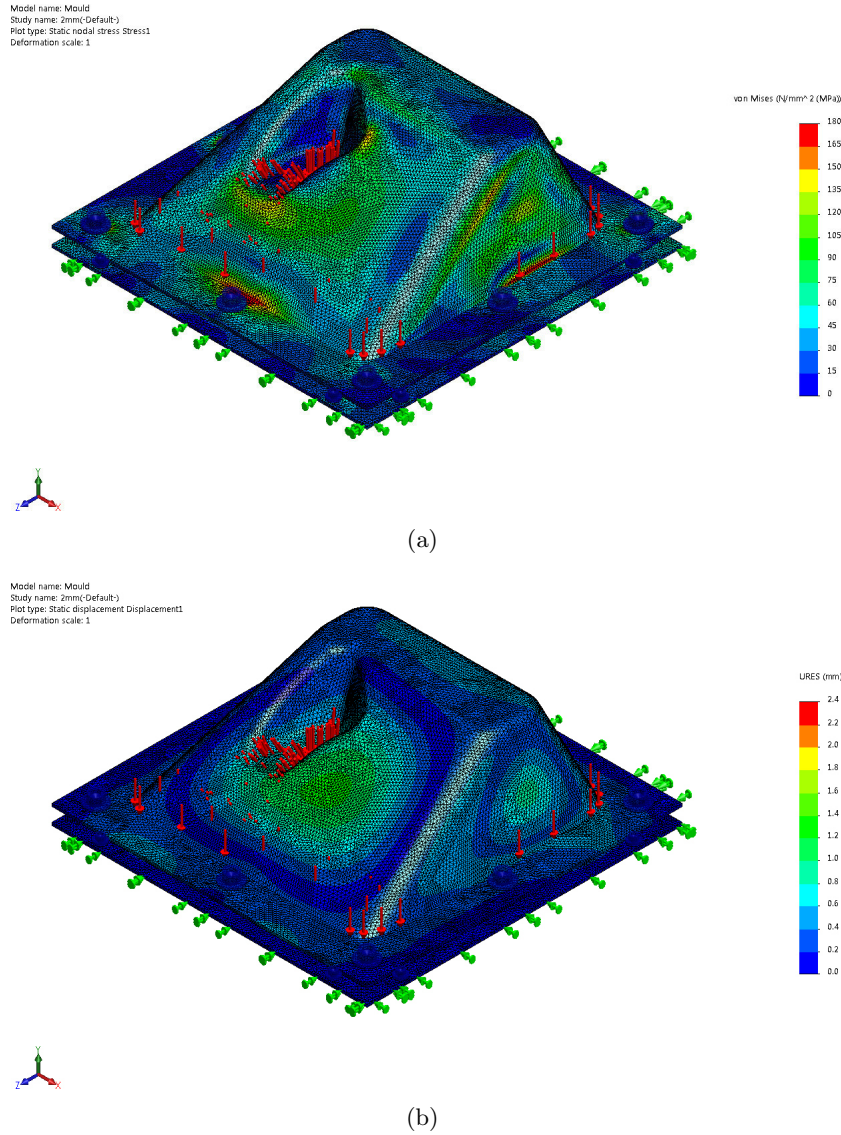 Model name: Mould
Study name: 2mm(-Default-)
Plot type: Static nodal stress Stress1
Deformation scale: 1
von Mises (N/mm^2 (MPa))
180
165
150
135
120
105
90
75
60
45
30
15
0
Y
Z
X
(a)
Model name: Mould
Study name: 2mm(-Default-)
Plot type: Static displacement Displacement1
Deformation scale: 1
URES (mm)
2.4
2.2
2.0
1.8
1.6
1.4
1.2
1.0
0.8
0.6
0.4
0.2
0.0
Y
Z
X
(b)